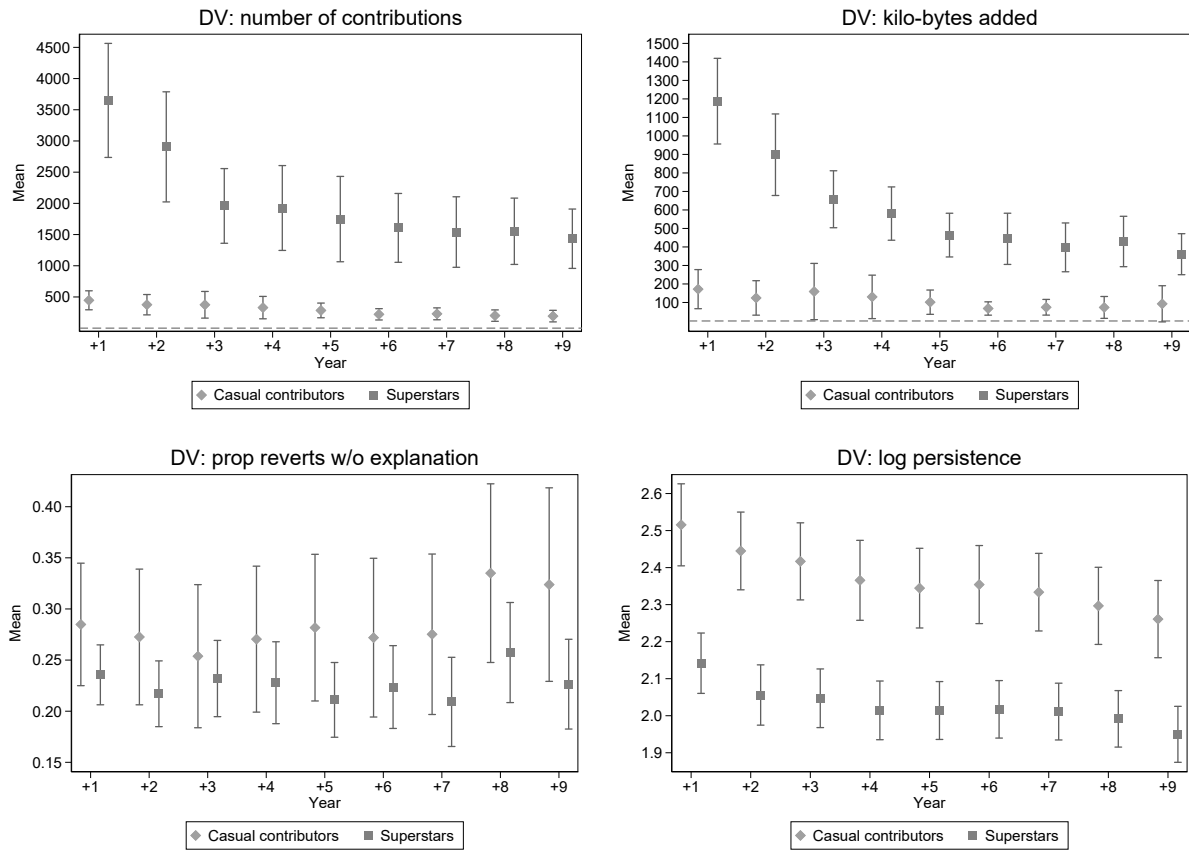 DV: number of contributions
4500
4000
3500
3000
2500
2000
1500
1000
500
Mean
+1 +2 +3 +4 +5 +6 +7 +8 +9
Year
Casual contributors Superstars
DV: kilo-bytes added
1500
1400
1300
1200
1100
1000
900
800
700
600
500
400
300
200
100
Mean
+1 +2 +3 +4 +5 +6 +7 +8 +9
Year
Casual contributors Superstars
DV: prop reverts w/o explanation
0.40
0.35
0.30
0.25
0.20
0.15
Mean
+1 +2 +3 +4 +5 +6 +7 +8 +9
Year
Casual contributors Superstars
DV: log persistence
2.6
2.5
2.4
2.3
2.2
2.1
2.0
1.9
Mean
+1 +2 +3 +4 +5 +6 +7 +8 +9
Year
Casual contributors Superstars